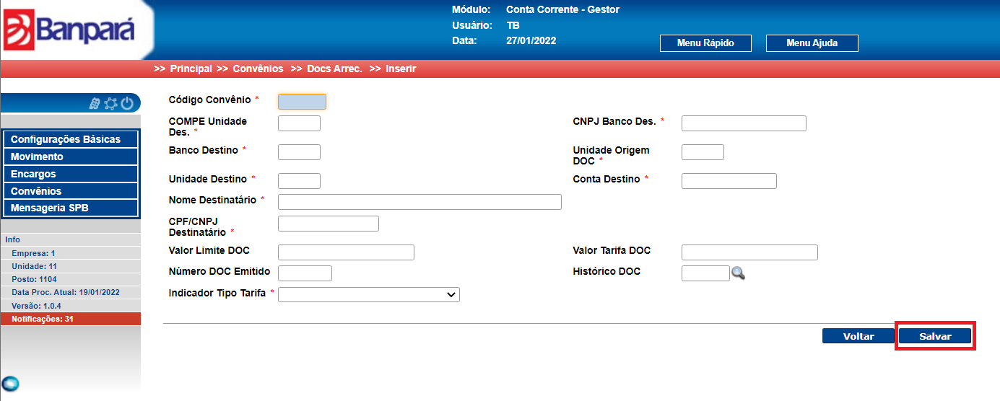 Banpará
Módulo: Conta Corrente - Gestor
Usuário: TB
Data: 27/01/2022
Menu Rápido Menu Ajuda
>> Principal >> Convênios >> Docs Arrec. >> Inserir
Configurações Básicas
Movimento
Encargos
Convênios
Mensageria SPB
Info
Empresa: 1
Unidade: 11
Posto: 1104
Data Proc. Atual: 19/01/2022
Versão: 1.0.4
Notificações: 31
Código Convênio *
COMPE Unidade
Des. *
CNPJ Banco Des. *
Banco Destino *
Unidade Origem
DOC *
Unidade Destino *
Conta Destino *
Nome Destinatário *
CPF/CNPJ
Destinatário *
Valor Limite DOC
Valor Tarifa DOC
Número DOC Emitido
Histórico DOC
Indicador Tipo Tarifa *
Voltar Salvar